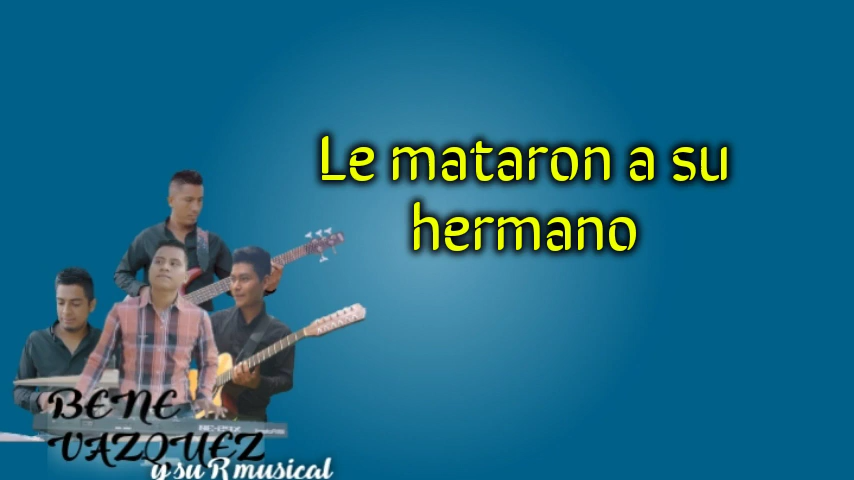 Le mataron a su
hermano
BENE
VAZQUEZ
y su R musical